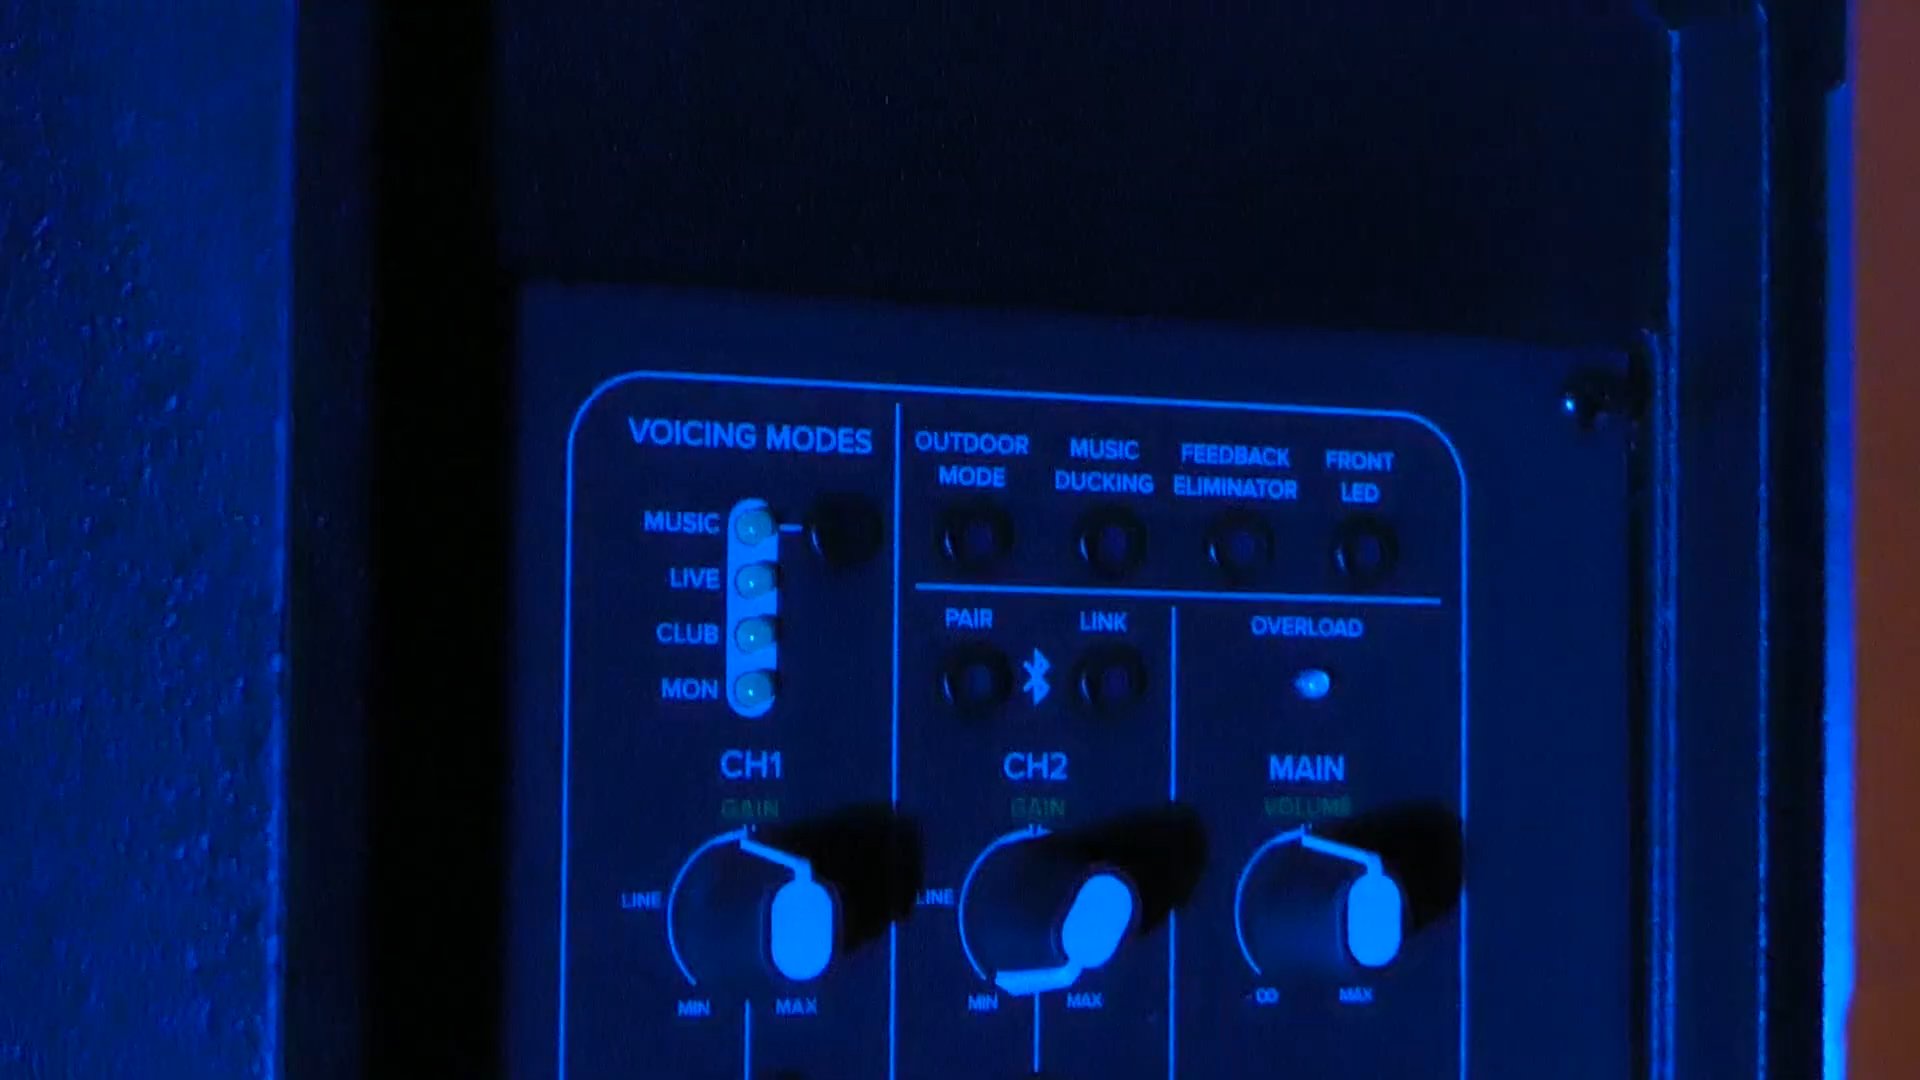 VOICING MODES
MUSIC
LIVE
CLUB
MON
OUTDOOR
MODE
MUSIC
DUCKING
FEEDBACK
ELIMINATOR
FRONT
LED
PAIR
LINK
OVERLOAD
CH1
GAIN
LINE
MIN
MAX
CH2
GAIN
LINE
MIN
MAX
MAIN
VOLUME
-∞
MAX